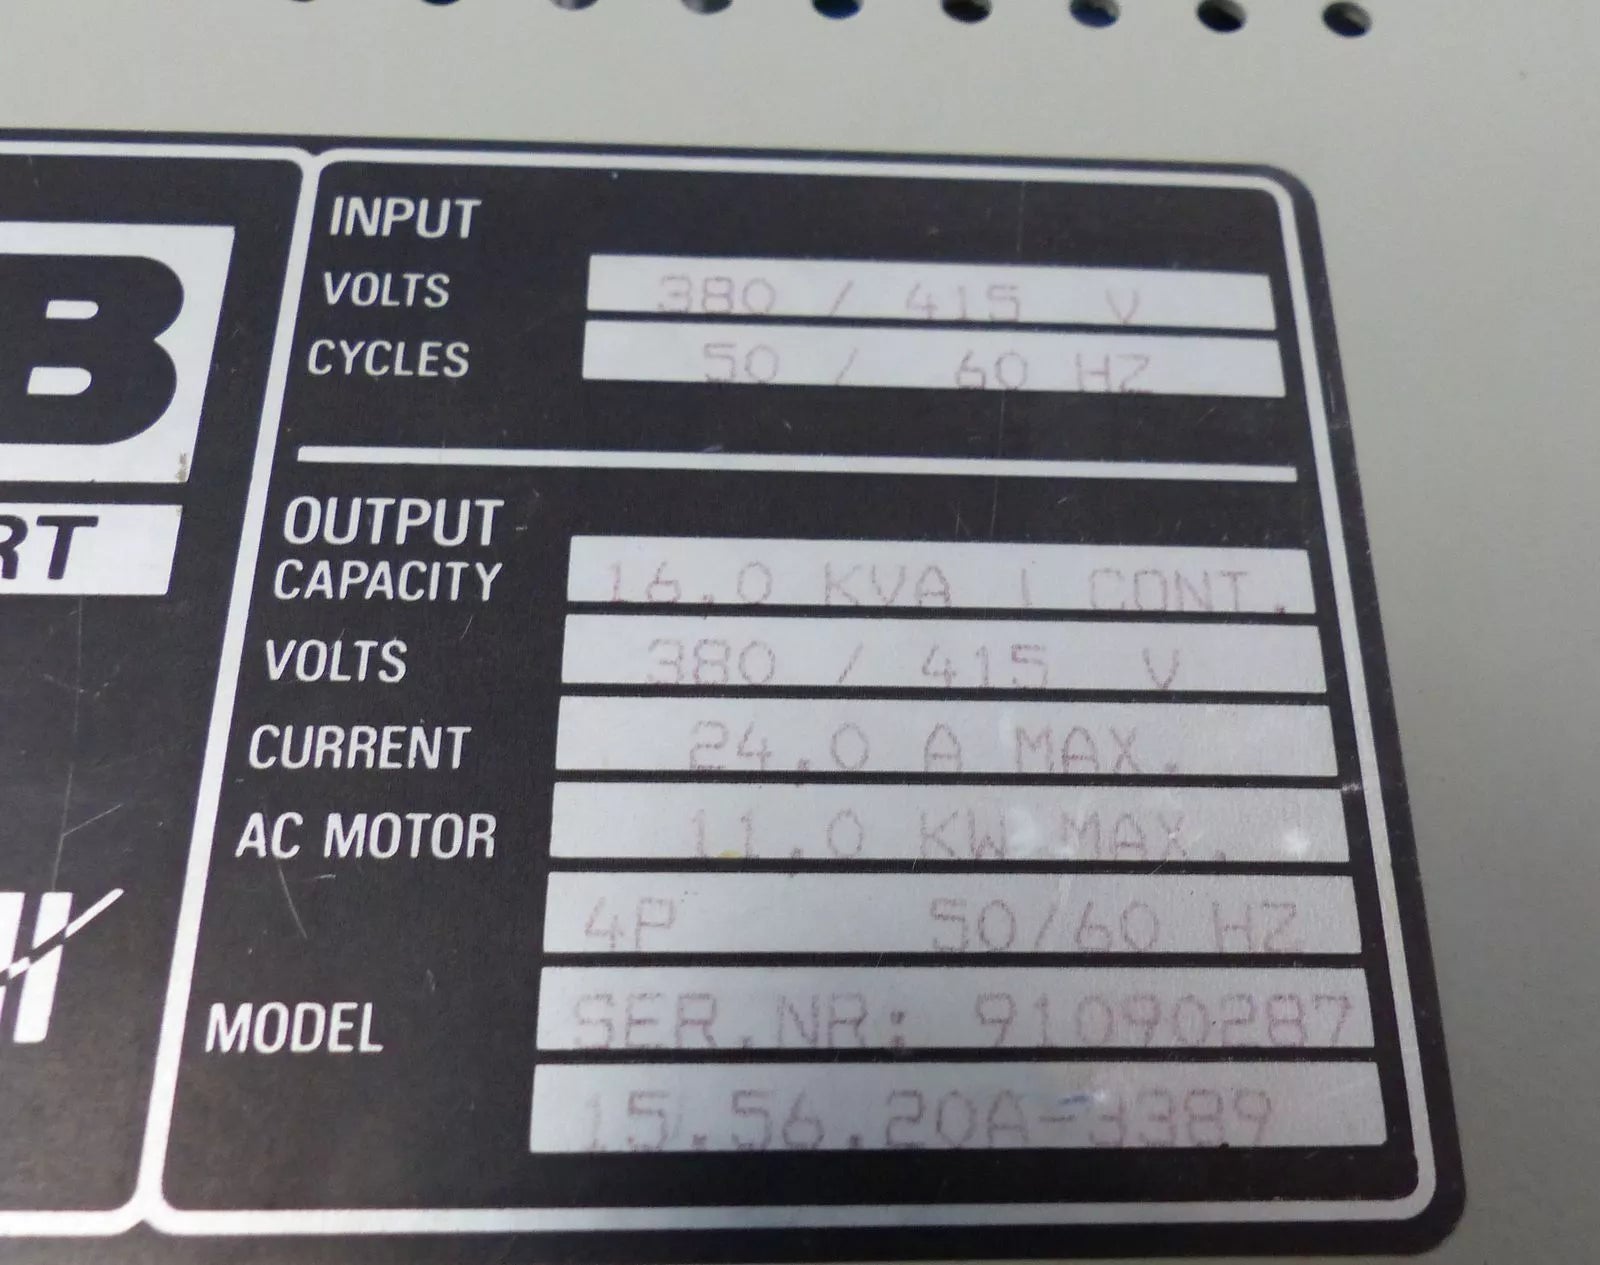 B
RT
INPUT
VOLTS 380 / 415 V
CYCLES 50 / 60 HZ
OUTPUT
CAPACITY 16.0 KVA | CONT.
VOLTS 380 / 415 V
CURRENT 24.0 A MAX.
AC MOTOR 11.0 KW MAX.
4P 50/60 HZ
MODEL SER.NR: 91090287
15.56.20A-3389